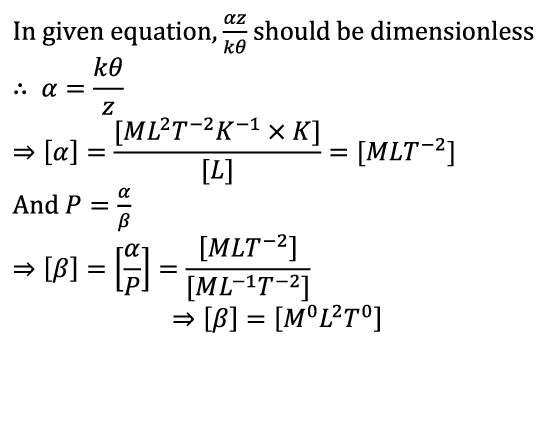 In given equation, αz/kθ should be dimensionless
∴ α = kθ/z
⇒ [α] = [ML²T⁻²K⁻¹ × K]/[L] = [MLT⁻²]
And P = α/β
⇒ [β] = [α/P] = [MLT⁻²]/[ML⁻¹T⁻²]
⇒ [β] = [M⁰L²T⁰]